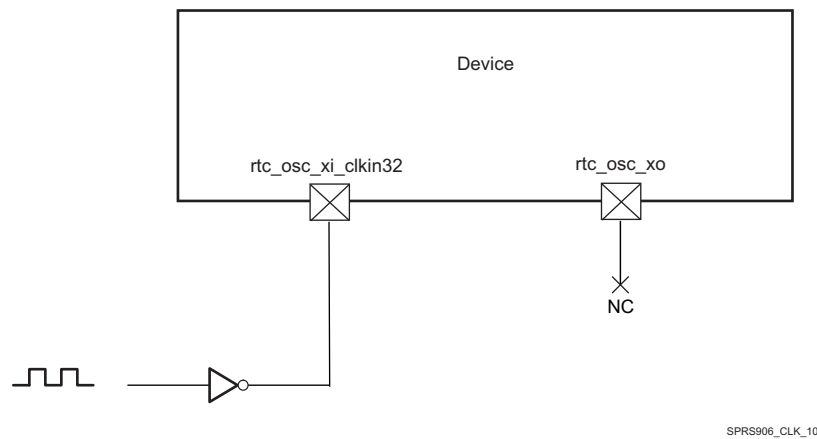 Device
rtc_osc_xi_clkin32
rtc_osc_xo
NC
SPRS906_CLK_10